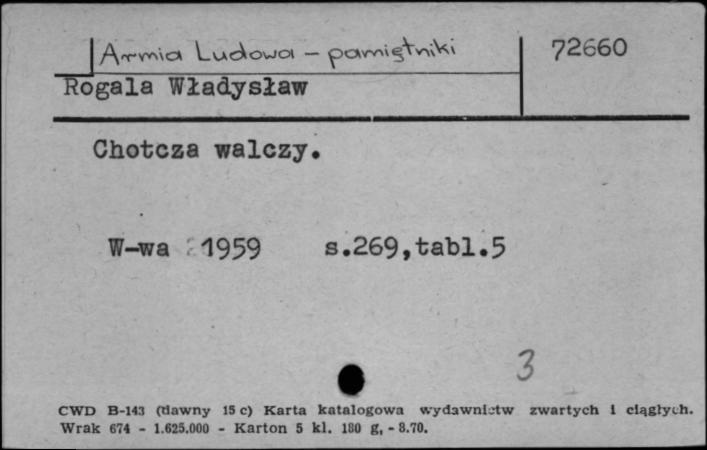 Armia Ludowa - pamiętniki 72660
Rogala Władysław
Chotcza walczy.
W-wa 1959 s.269,tabl.5
3
CWD B-143 (dawny 15 c) Karta katalogowa wydawnictw zwartych i ciągłych.
Wrak 674 - 1.625.000 - Karton 5 kl. 180 g, - 8.70.